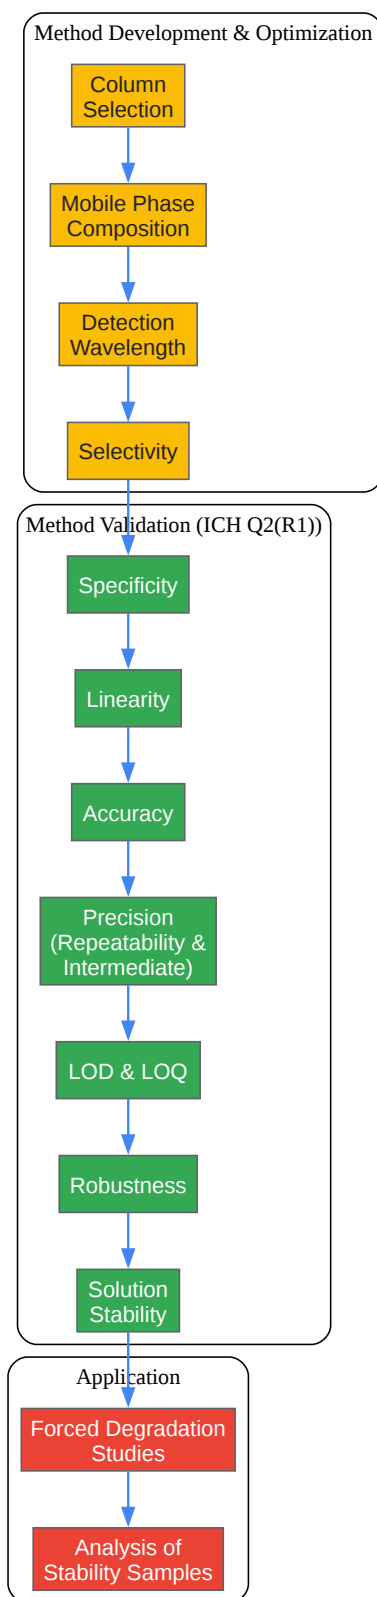 Method Development & Optimization
Column
Selection
Mobile Phase
Composition
Detection
Wavelength
Selectivity
Method Validation (ICH Q2(R1))
Specificity
Linearity
Accuracy
Precision
(Repeatability &
Intermediate)
LOD & LOQ
Robustness
Solution
Stability
Application
Forced Degradation
Studies
Analysis of
Stability Samples